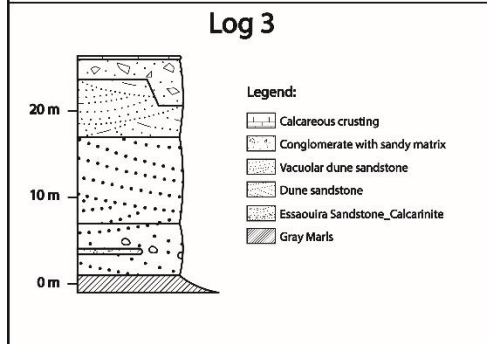 Log 3
20 m
10 m
0 m
Legend:
Calcareous crusting
Conglomerate with sandy matrix
Vacuolar dune sandstone
Dune sandstone
Essaouira Sandstone_Calcarinite
Gray Marls